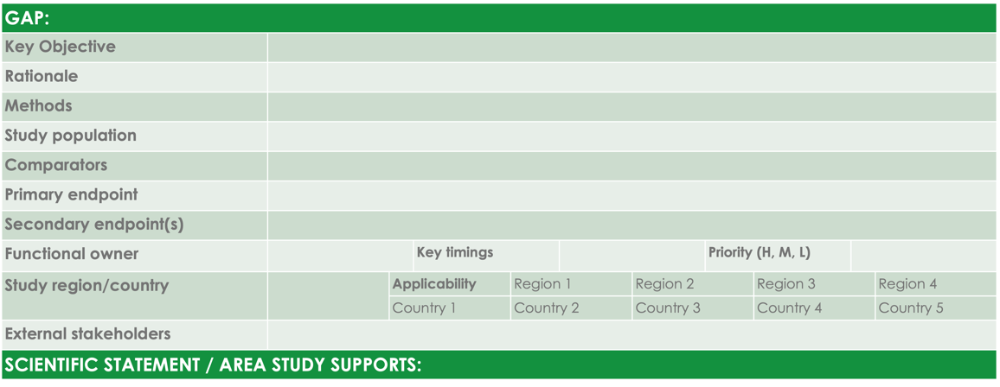 GAP:
Key Objective
Rationale
Methods
Study population
Comparators
Primary endpoint
Secondary endpoint(s)
Functional owner Key timings Priority (H, M, L)
Study region/country Applicability Region 1 Region 2 Region 3 Region 4
Country 1 Country 2 Country 3 Country 4 Country 5
External stakeholders
SCIENTIFIC STATEMENT / AREA STUDY SUPPORTS: